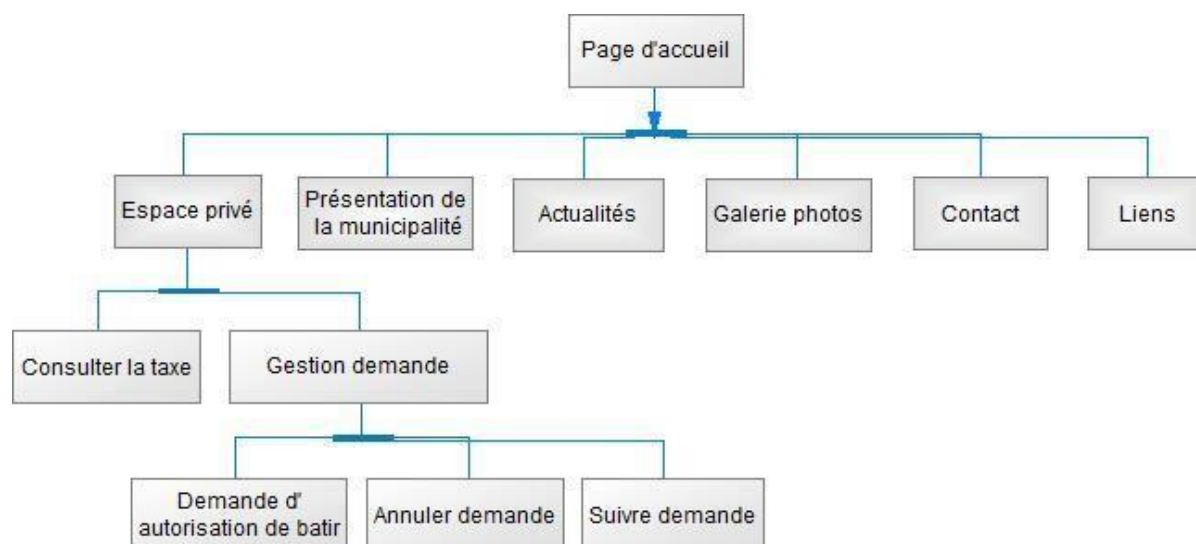 Page d'accueil
Espace privé
Présentation de
la municipalité
Actualités
Galerie photos
Contact
Liens
Consulter la taxe
Gestion demande
Demande d'
autorisation de batir
Annuler demande
Suivre demande